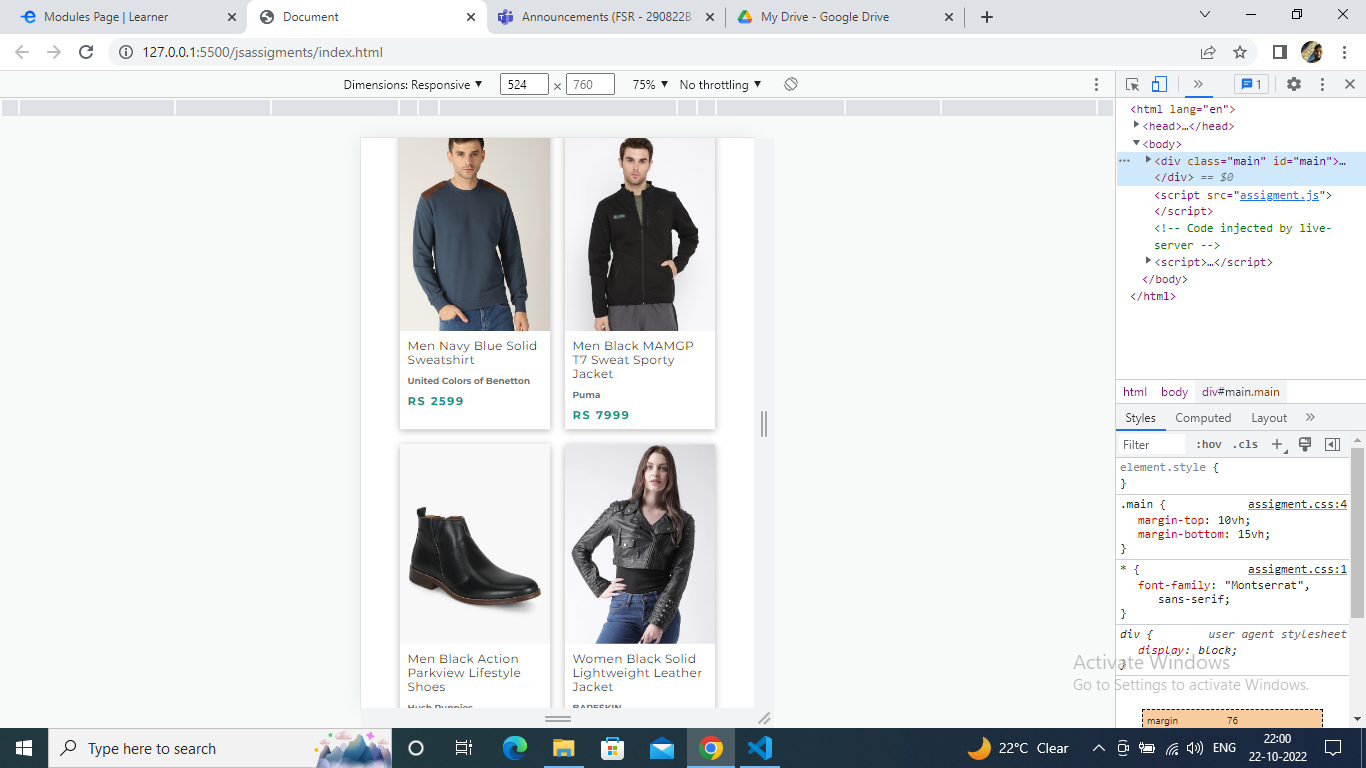 Modules Page | Learner
Document
Announcements (FSR - 290822B
My Drive - Google Drive
127.0.0.1:5500/jsassigments/index.html
Dimensions: Responsive 524 × 760 75% No throttling
1
<html lang="en">
<head>…</head>
<body>
<div class="main" id="main">…
</div> == $0
<script src="assigment.js">
</script>
<!-- Code injected by live-
server -->
<script>…</script>
</body>
</html>
html body div#main.main
Styles Computed Layout
Filter :hov .cls
element.style {
}
.main { assigment.css:4
margin-top: 10vh;
margin-bottom: 15vh;
}
* { assigment.css:1
font-family: "Montserrat",
sans-serif;
}
div { user agent stylesheet
display: block;
}
margin 76
Men Navy Blue Solid
Sweatshirt
United Colors of Benetton
RS 2599
Men Black MAMGP
T7 Sweat Sporty
Jacket
Puma
RS 7999
Men Black Action
Parkview Lifestyle
Shoes
Hush Puppies
Women Black Solid
Lightweight Leather
Jacket
BARESKIN
Activate Windows
Go to Settings to activate Windows.
Type here to search
22°C Clear
ENG
22:00
22-10-2022